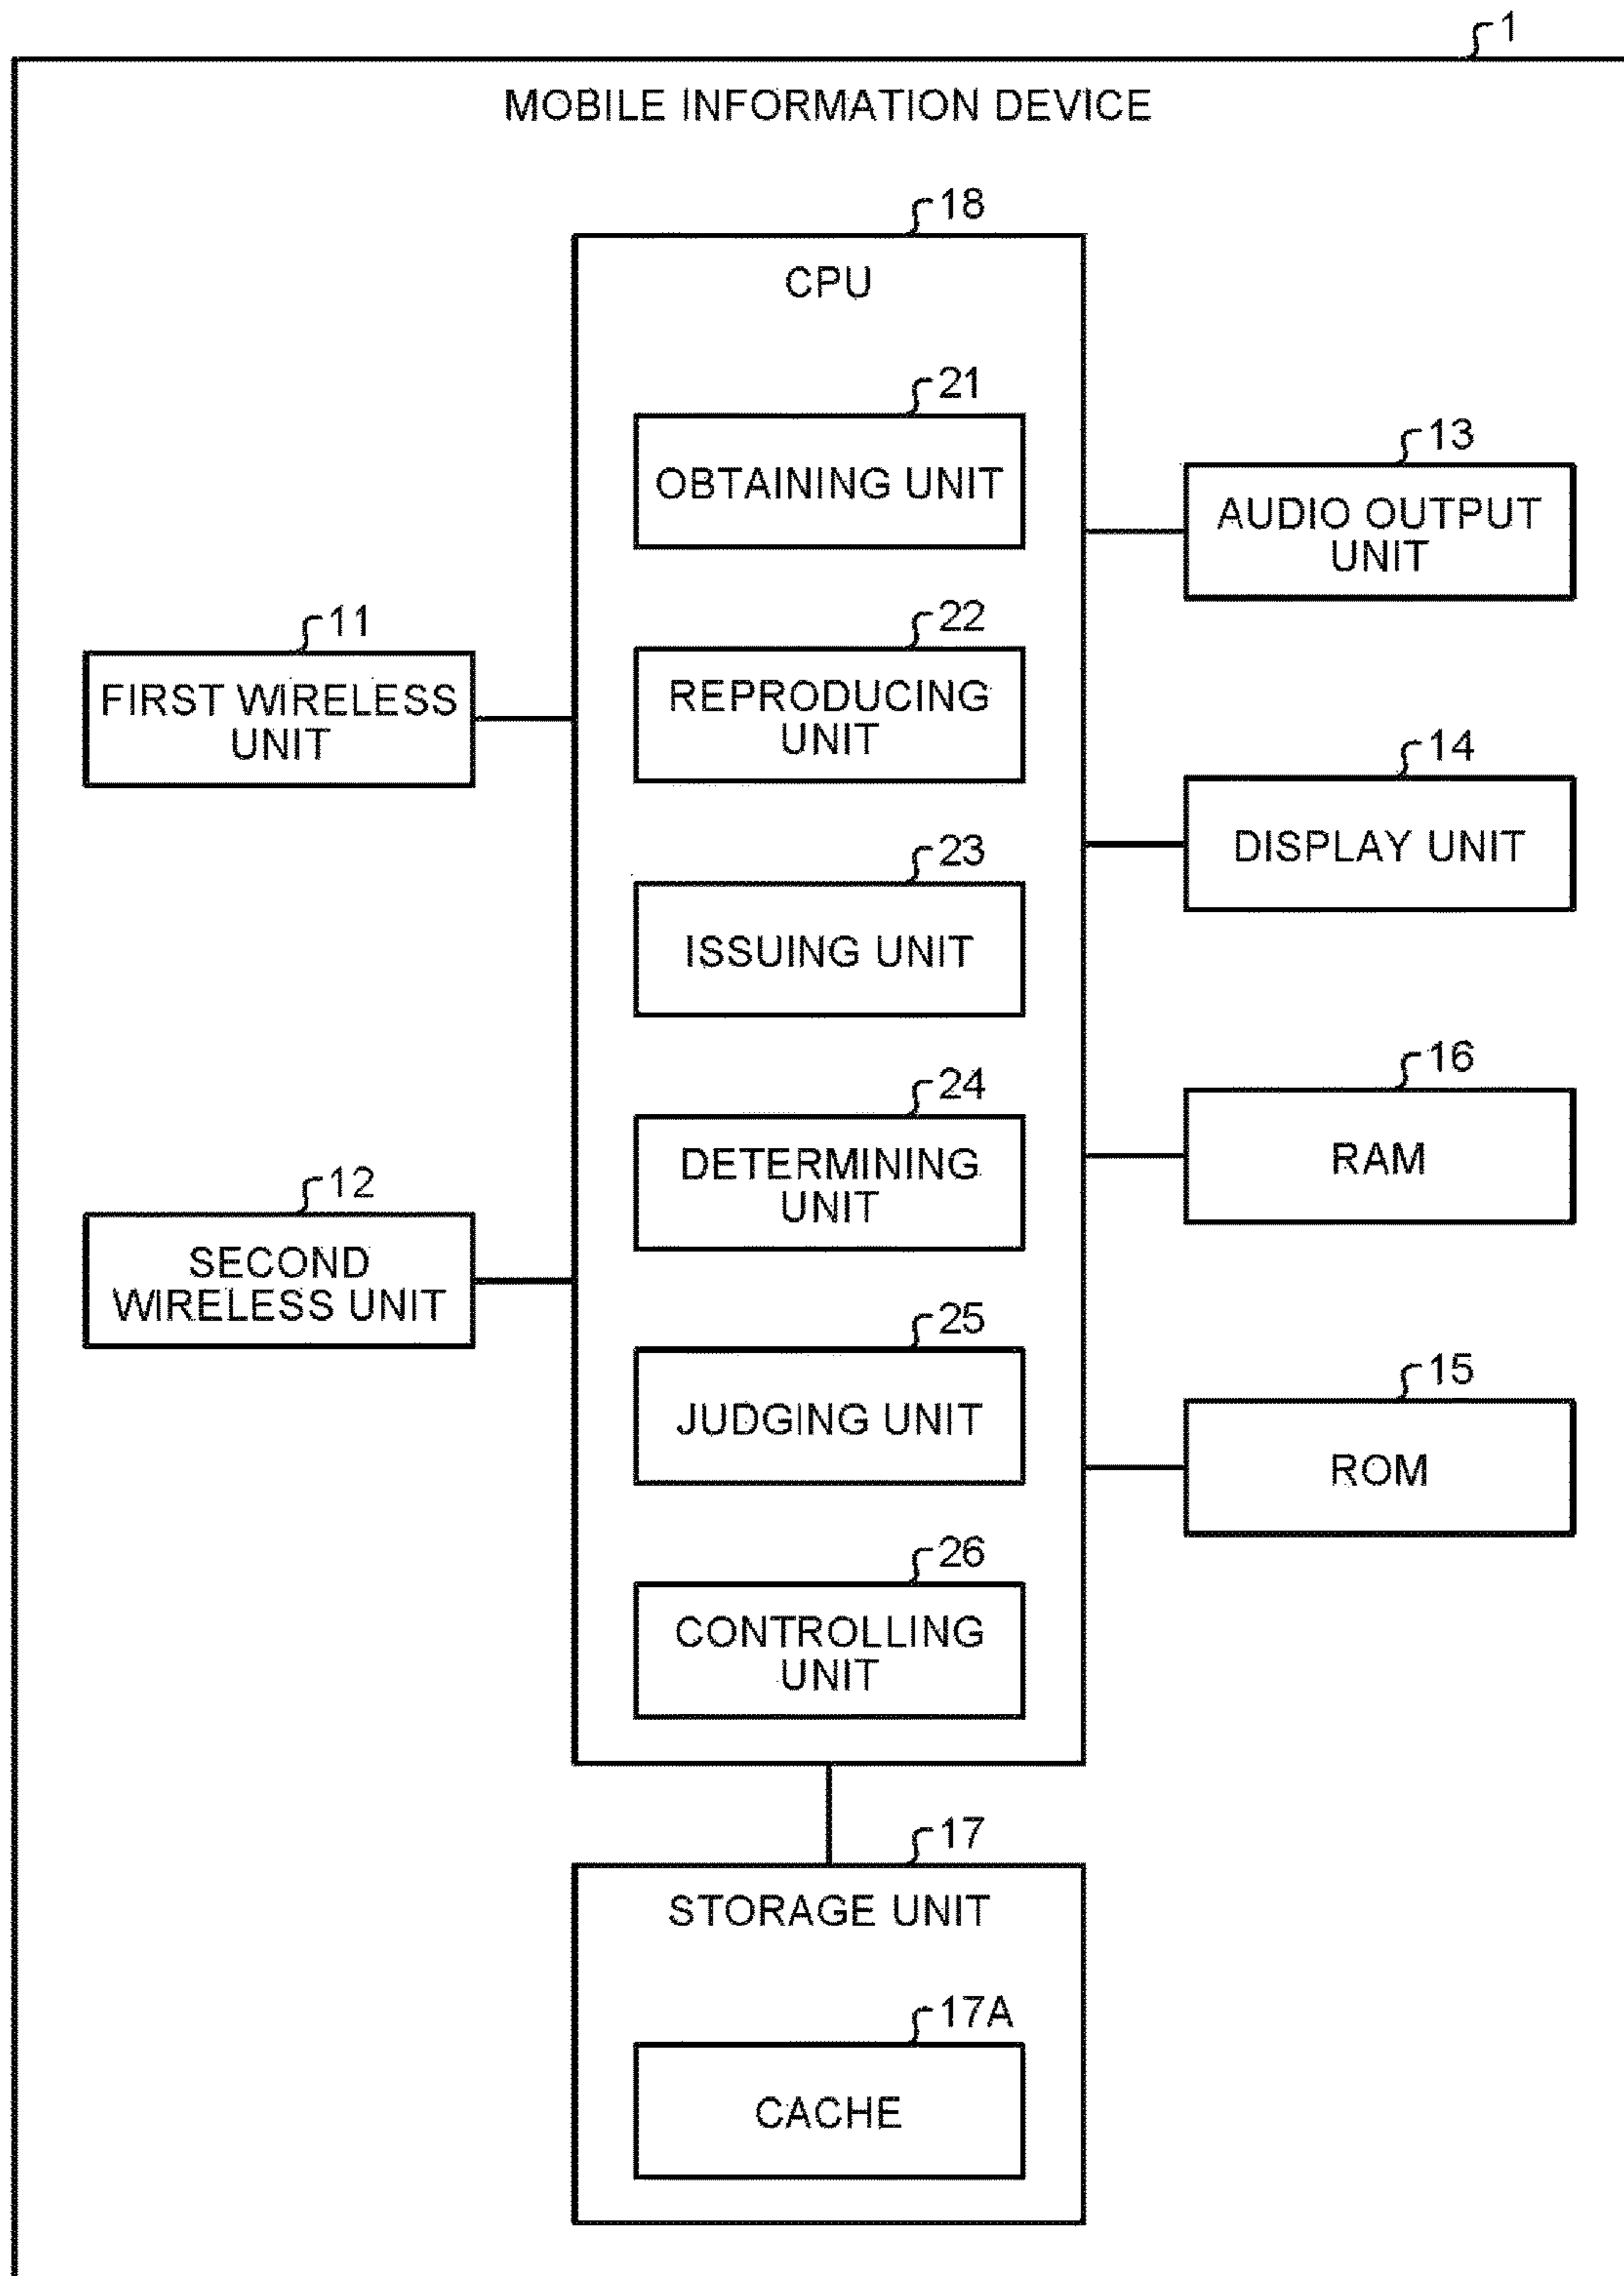 1
MOBILE INFORMATION DEVICE
18
CPU
21
OBTAINING UNIT
22
REPRODUCING
UNIT
23
ISSUING UNIT
24
DETERMINING
UNIT
25
JUDGING UNIT
26
CONTROLLING
UNIT
11
FIRST WIRELESS
UNIT
12
SECOND
WIRELESS UNIT
13
AUDIO OUTPUT
UNIT
14
DISPLAY UNIT
16
RAM
15
ROM
17
STORAGE UNIT
17A
CACHE